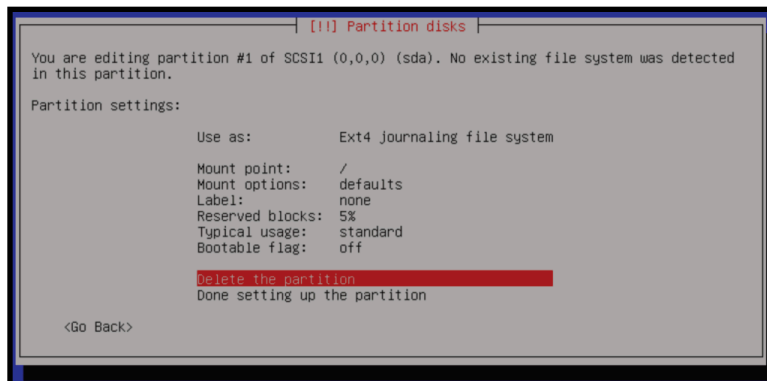 [!!] Partition disks
You are editing partition #1 of SCSI1 (0,0,0) (sda). No existing file system was detected
in this partition.
Partition settings:
Use as: Ext4 journaling file system
Mount point: /
Mount options: defaults
Label: none
Reserved blocks: 5%
Typical usage: standard
Bootable flag: off
Delete the partition
Done setting up the partition
<Go Back>